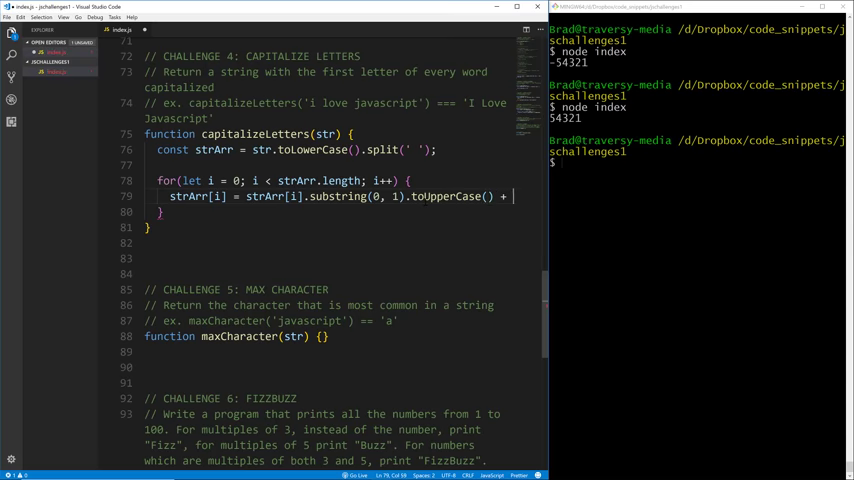 index.js - jschallenges1 - Visual Studio Code
File Edit Selection View Go Debug Tasks Help
EXPLORER
OPEN EDITORS 1 UNSAVED
index.js
JSCHALLENGES1
index.js
index.js
71
72 // CHALLENGE 4: CAPITALIZE LETTERS
73 // Return a string with the first letter of every word
capitalized
74 // ex. capitalizeLetters('i love javascript') === 'I Love
Javascript'
75 function capitalizeLetters(str) {
76 const strArr = str.toLowerCase().split(' ');
77
78 for(let i = 0; i < strArr.length; i++) {
79 strArr[i] = strArr[i].substring(0, 1).toUpperCase() +
80 }
81 }
82
83
84
85 // CHALLENGE 5: MAX CHARACTER
86 // Return the character that is most common in a string
87 // ex. maxCharacter('javascript') == 'a'
88 function maxCharacter(str) {}
89
90
91
92 // CHALLENGE 6: FIZZBUZZ
93 // Write a program that prints all the numbers from 1 to
100. For multiples of 3, instead of the number, print
"Fizz", for multiples of 5 print "Buzz". For numbers
which are multiples of both 3 and 5, print "FizzBuzz".
1 0
Go Live Ln 79, Col 59 Spaces: 2 UTF-8 CRLF JavaScript Prettier
MINGW64:/d/Dropbox/code_snippets/jschallenges1
Brad@traversy-media /d/Dropbox/code_snippets/j
schallenges1
$ node index
-54321
Brad@traversy-media /d/Dropbox/code_snippets/j
schallenges1
$ node index
54321
Brad@traversy-media /d/Dropbox/code_snippets/j
schallenges1
$